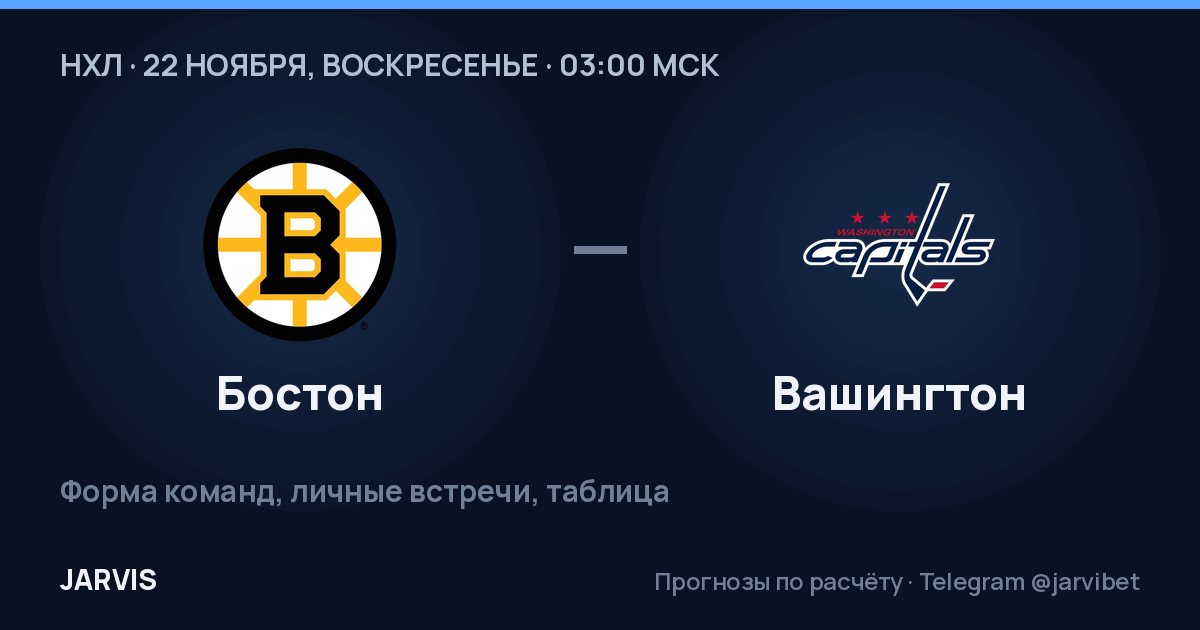 НХЛ · 22 НОЯБРЯ, ВОСКРЕСЕНЬЕ · 03:00 МСК
B
®
WASHINGTON
capitals
Бостон
Вашингтон
Форма команд, личные встречи, таблица
JARVIS
Прогнозы по расчёту · Telegram @jarvibet